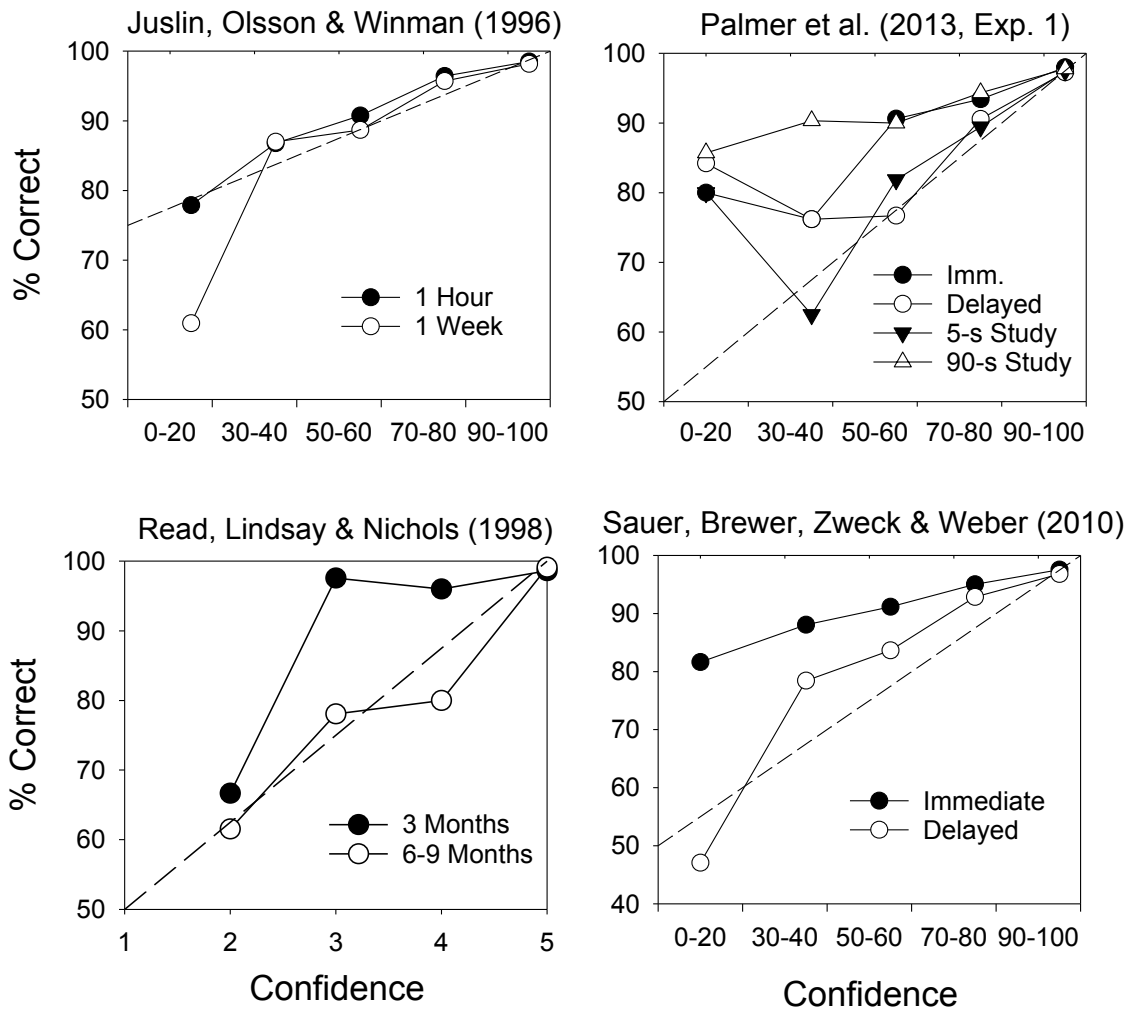 Juslin, Olsson & Winman (1996)
% Correct
100
90
80
70
60
50
1 Hour
1 Week
0-20 30-40 50-60 70-80 90-100
Palmer et al. (2013, Exp. 1)
100
90
80
70
60
50
Imm.
Delayed
5-s Study
90-s Study
0-20 30-40 50-60 70-80 90-100
Read, Lindsay & Nichols (1998)
% Correct
100
90
80
70
60
50
3 Months
6-9 Months
1 2 3 4 5
Confidence
Sauer, Brewer, Zweck & Weber (2010)
100
90
80
70
60
50
40
Immediate
Delayed
0-20 30-40 50-60 70-80 90-100
Confidence